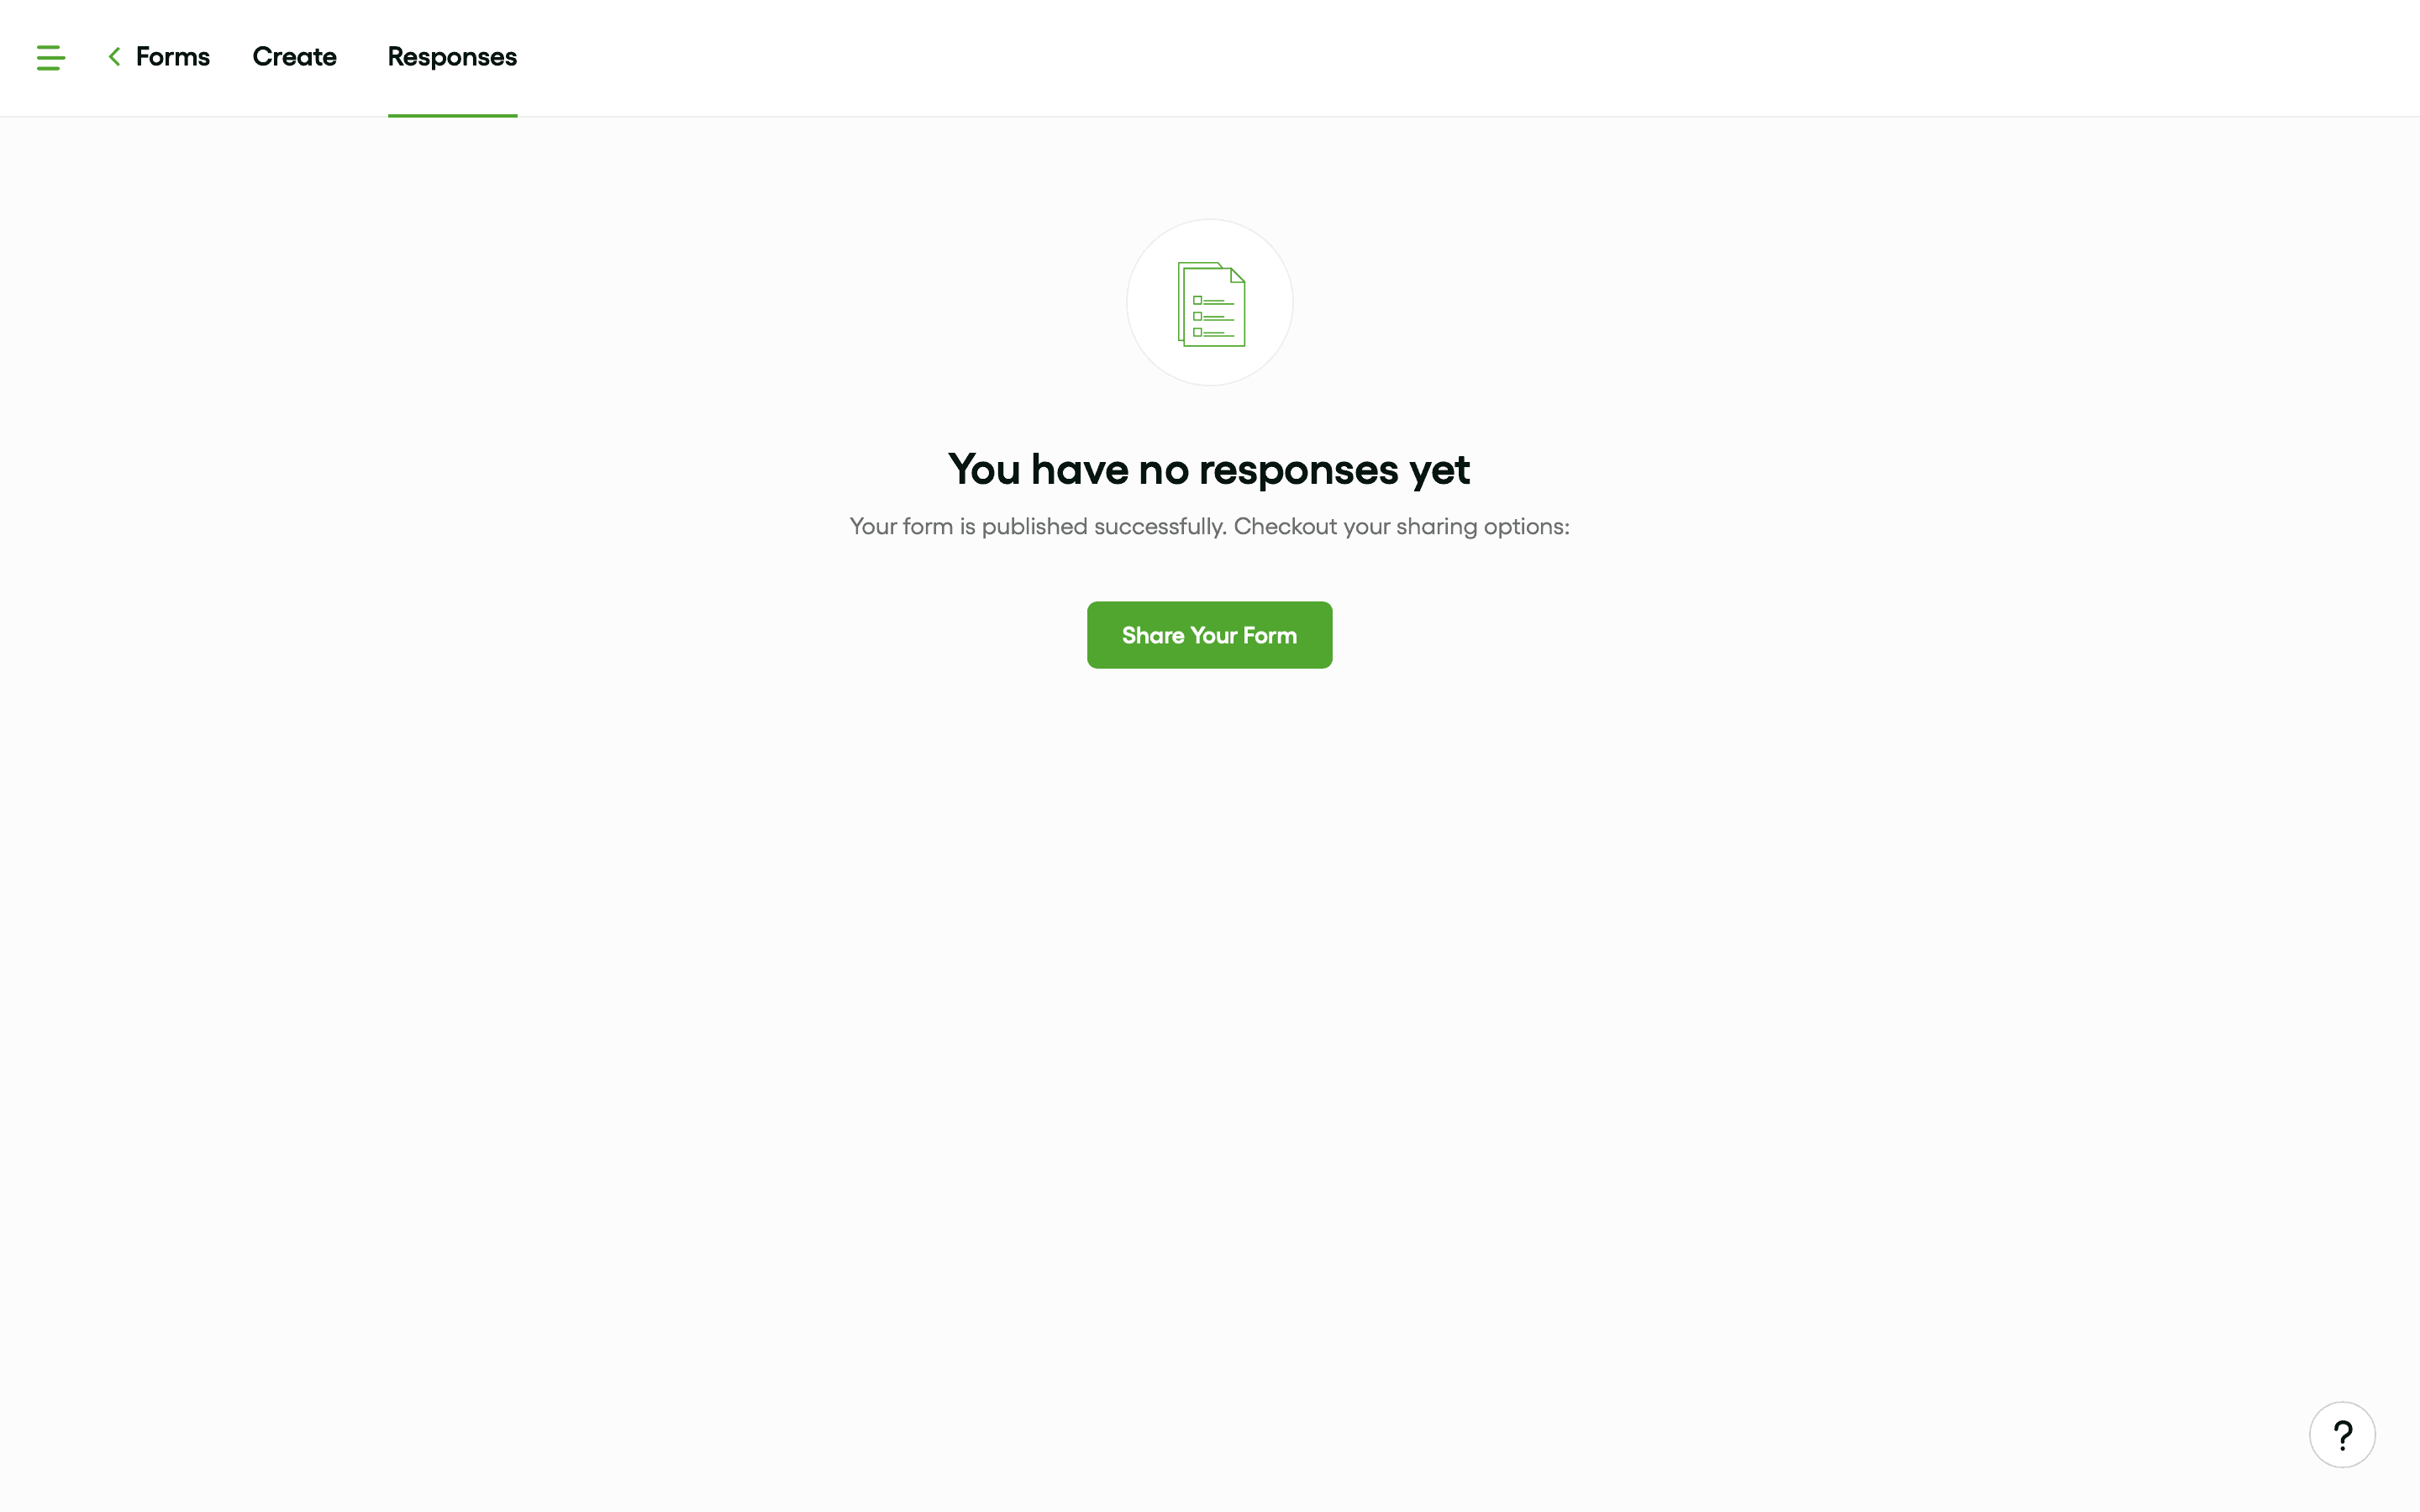 Forms Create Responses
You have no responses yet
Your form is published successfully. Checkout your sharing options:
Share Your Form
?